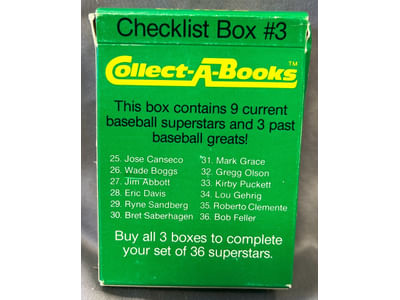 Checklist Box #3
Collect-A-Books™
This box contains 9 current
baseball superstars and 3 past
baseball greats!
25. Jose Canseco
26. Wade Boggs
27. Jim Abbott
28. Eric Davis
29. Ryne Sandberg
30. Bret Saberhagen
31. Mark Grace
32. Gregg Olson
33. Kirby Puckett
34. Lou Gehrig
35. Roberto Clemente
36. Bob Feller
Buy all 3 boxes to complete
your set of 36 superstars.